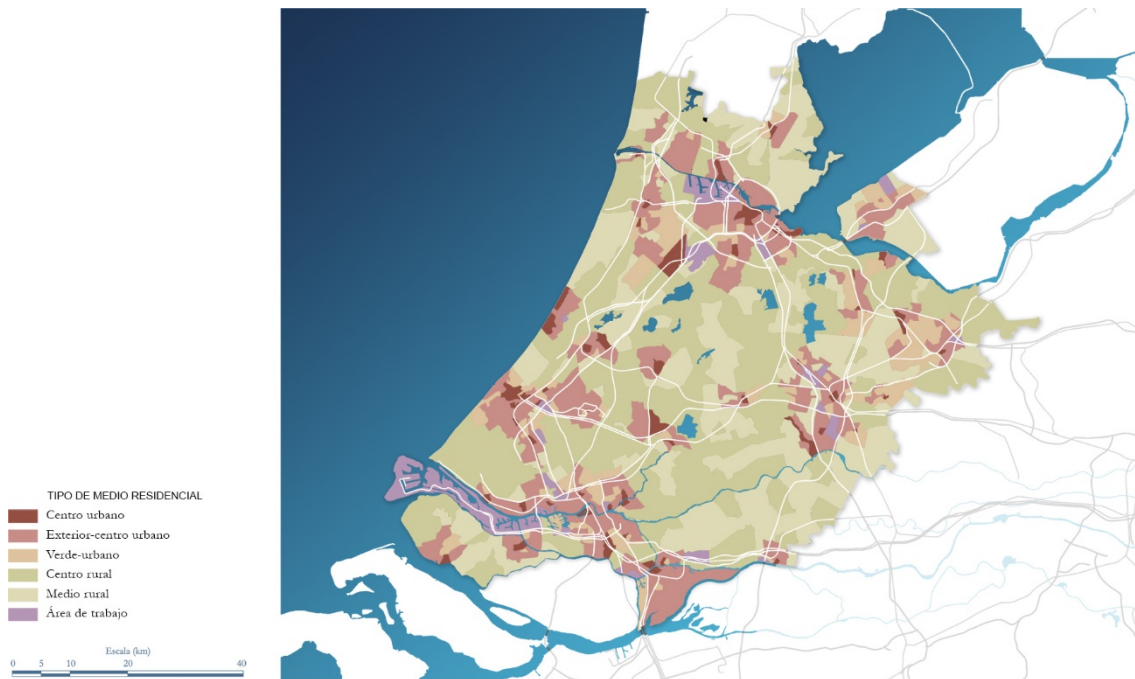 TIPO DE MEDIO RESIDENCIAL
Centro urbano
Exterior-centro urbano
Verde-urbano
Centro rural
Medio rural
Área de trabajo
Escala (km)
0 5 10 20 40